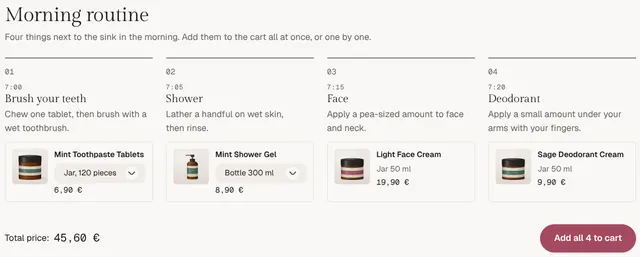 Morning routine
Four things next to the sink in the morning. Add them to the cart all at once, or one by one.
01
7:00
Brush your teeth
Chew one tablet, then brush with a
wet toothbrush.
Mint Toothpaste Tablets
Jar, 120 pieces
6,90 €
02
7:05
Shower
Lather a handful on wet skin,
then rinse.
Mint Shower Gel
Bottle 300 ml
8,90 €
03
7:15
Face
Apply a pea-sized amount to face
and neck.
Light Face Cream
Jar 50 ml
19,90 €
04
7:20
Deodorant
Apply a small amount under your
arms with your fingers.
Sage Deodorant Cream
Jar 50 ml
9,90 €
Total price: 45,60 €
Add all 4 to cart